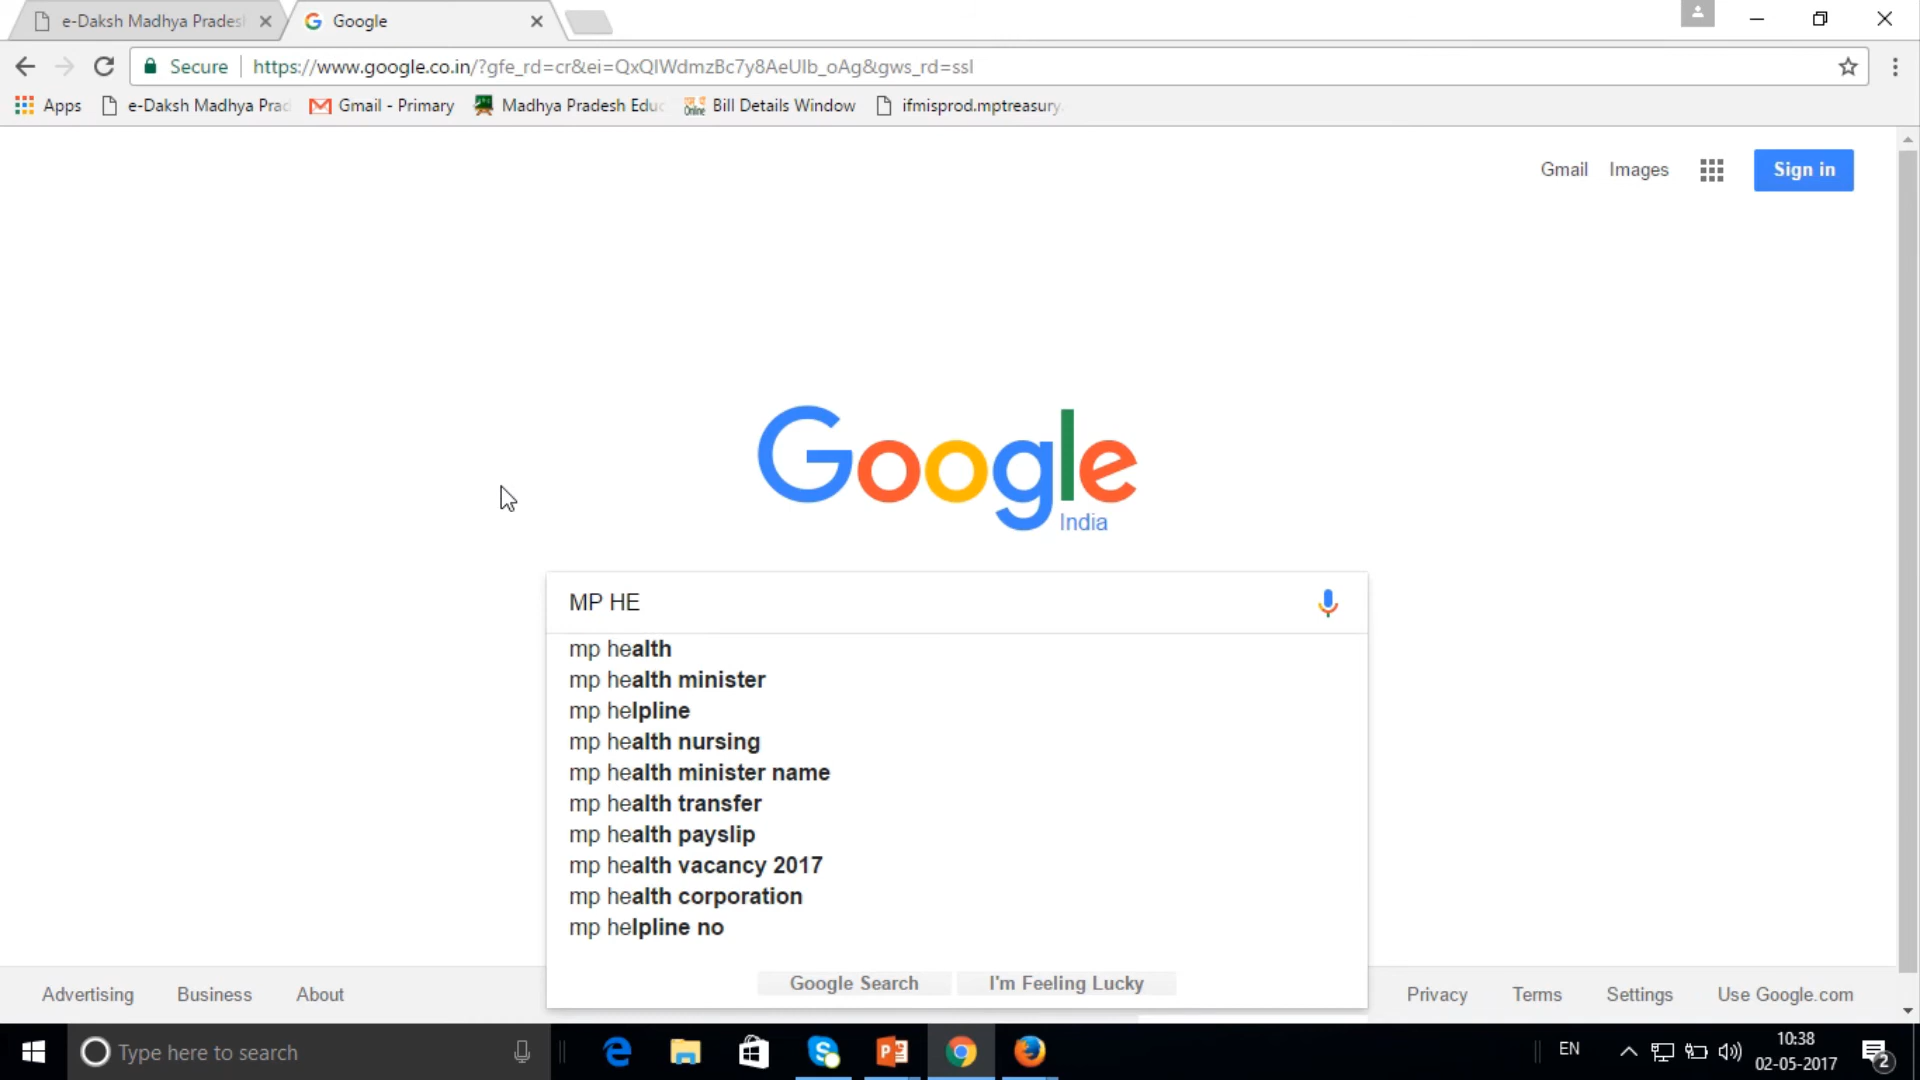 e-Daksh Madhya Pradesh
Google
Secure https://www.google.co.in/?gfe_rd=cr&ei=QxQIWdmzBc7y8AeUIb_oAg&gws_rd=ssl
Apps e-Daksh Madhya Prad Gmail - Primary Madhya Pradesh Educ Bill Details Window ifmisprod.mptreasury.
Gmail Images Sign in
Google
India
MP HE
mp health
mp health minister
mp helpline
mp health nursing
mp health minister name
mp health transfer
mp health payslip
mp health vacancy 2017
mp health corporation
mp helpline no
Google Search I'm Feeling Lucky
Advertising Business About Privacy Terms Settings Use Google.com
Type here to search
EN
10:38
02-05-2017
2